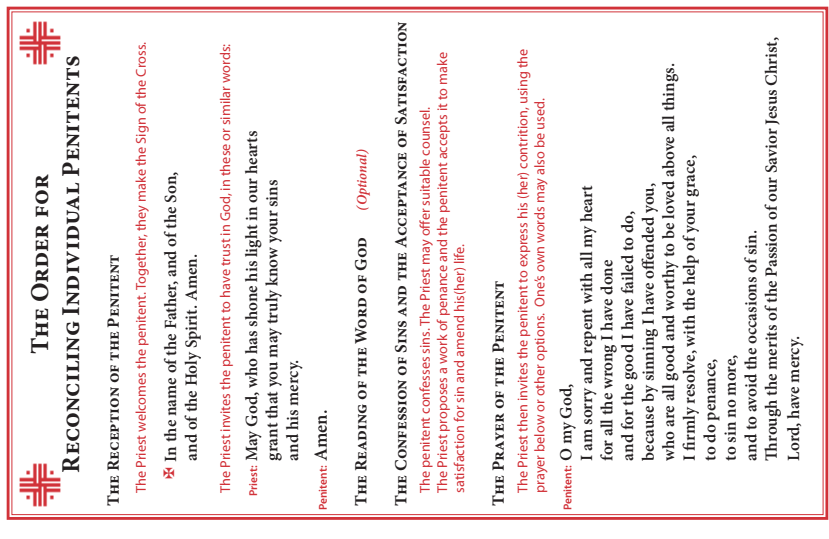 The Order for
Reconciling Individual Penitents
The Reception of the Penitent
The Priest welcomes the penitent. Together, they make the Sign of the Cross.
✠ In the name of the Father, and of the Son,
and of the Holy Spirit. Amen.
The Priest invites the penitent to have trust in God, in these or similar words:
Priest: May God, who has shone his light in our hearts
grant that you may truly know your sins
and his mercy.
Penitent: Amen.
The Reading of the Word of God (Optional)
The Confession of Sins and the Acceptance of Satisfaction
The penitent confesses sins. The Priest may offer suitable counsel.
The Priest proposes a work of penance and the penitent accepts it to make
satisfaction for sin and amend his(her) life.
The Prayer of the Penitent
The Priest then invites the penitent to express his (her) contrition, using the
prayer below or other options. One's own words may also be used.
Penitent: O my God,
I am sorry and repent with all my heart
for all the wrong I have done
and for the good I have failed to do,
because by sinning I have offended you,
who are all good and worthy to be loved above all things.
I firmly resolve, with the help of your grace,
to do penance,
to sin no more,
and to avoid the occasions of sin.
Through the merits of the Passion of our Savior Jesus Christ,
Lord, have mercy.